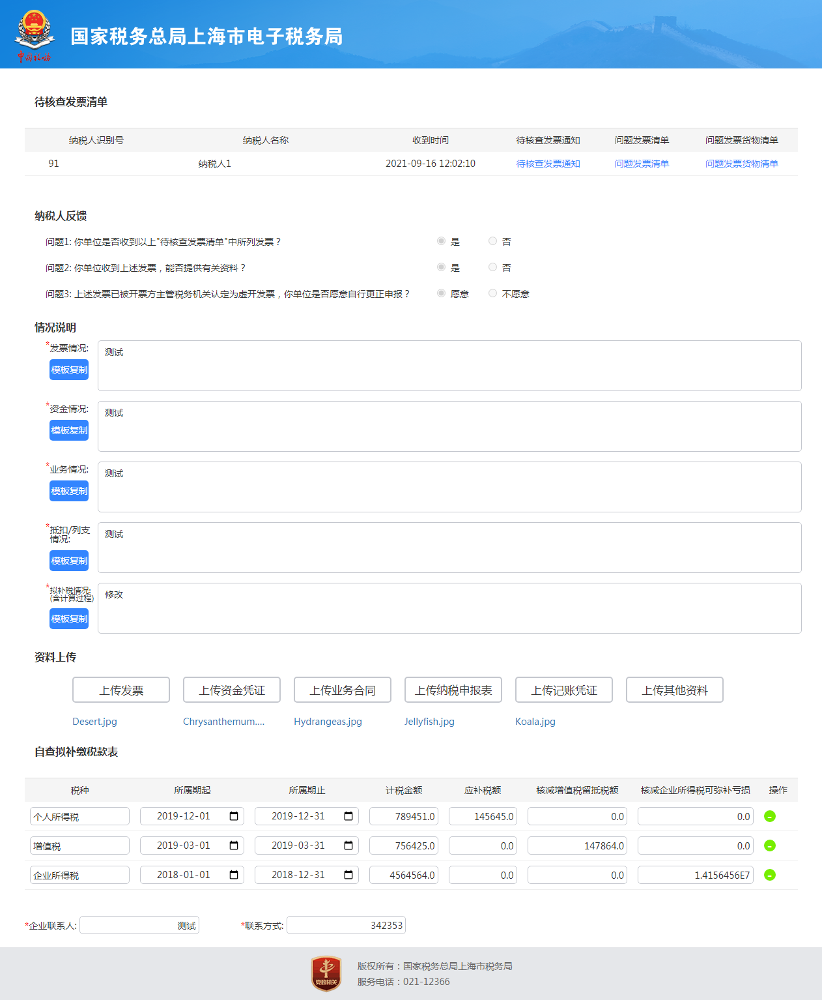 中国税务
国家税务总局上海市电子税务局
待核查发票清单
纳税人识别号 纳税人名称 收到时间 待核查发票通知 问题发票清单 问题发票货物清单
91 纳税人1 2021-09-16 12:02:10 待核查发票通知 问题发票清单 问题发票货物清单
纳税人反馈
问题1: 你单位是否收到以上"待核查发票清单"中所列发票？ 是 否
问题2: 你单位收到上述发票，能否提供有关资料？ 是 否
问题3: 上述发票已被开票方主管税务机关认定为虚开发票，你单位是否愿意自行更正申报？ 愿意 不愿意
情况说明
*发票情况: 测试
模板复制
*资金情况: 测试
模板复制
*业务情况: 测试
模板复制
*抵扣/列支 测试
情况:
模板复制
*拟补税情况: 修改
(含计算过程)
模板复制
资料上传
上传发票 上传资金凭证 上传业务合同 上传纳税申报表 上传记账凭证 上传其他资料
Desert.jpg Chrysanthemum.... Hydrangeas.jpg Jellyfish.jpg Koala.jpg
自查拟补缴税款表
税种 所属期起 所属期止 计税金额 应补税额 核减增值税留抵税额 核减企业所得税可弥补亏损 操作
个人所得税 2019-12-01 2019-12-31 789451.0 145645.0 0.0 0.0 -
增值税 2019-03-01 2019-03-31 756425.0 0.0 147864.0 0.0 -
企业所得税 2018-01-01 2018-12-31 4564564.0 0.0 0.0 1.4156456E7 -
*企业联系人: 测试 *联系方式: 342353
党政机关
版权所有：国家税务总局上海市税务局
服务电话：021-12366